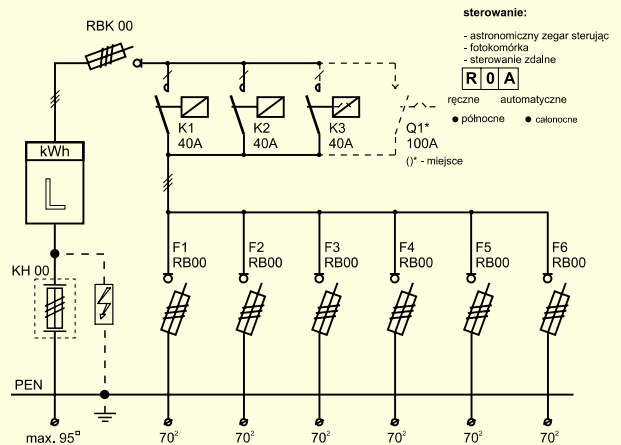 RBK 00
sterowanie:
- astronomiczny zegar sterując
- fotokomórka
- sterowanie zdalne
R 0 A
ręczne automatyczne
● północne ● całonocne
kWh
K1
40A
K2
40A
K3
40A
Q1*
100A
()* - miejsce
KH 00
F1
RB00
F2
RB00
F3
RB00
F4
RB00
F5
RB00
F6
RB00
PEN
max. 95□
70²
70²
70²
70²
70²
70²